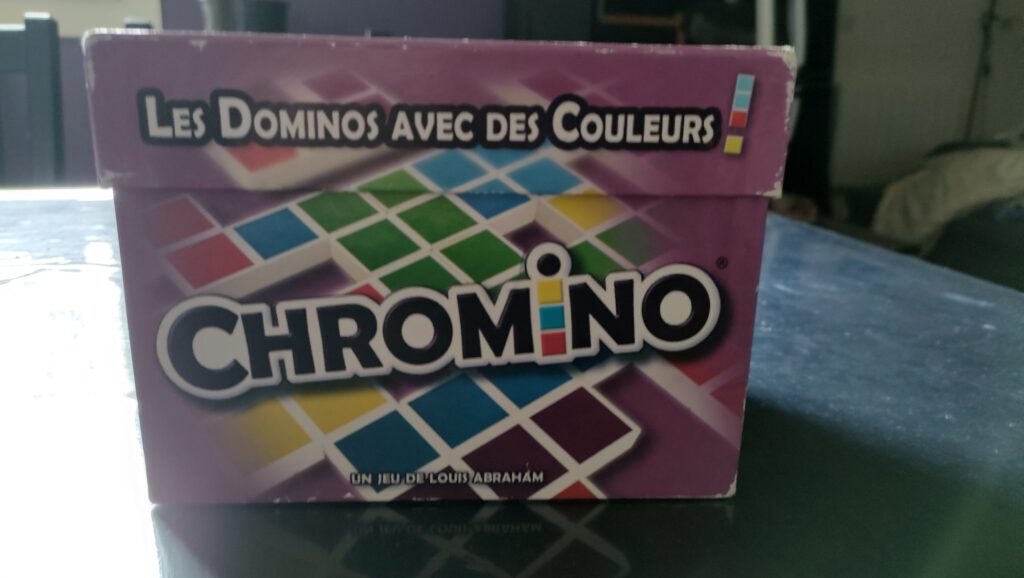 Les Dominos avec des Couleurs !
Chromino®
un jeu de Louis Abraham